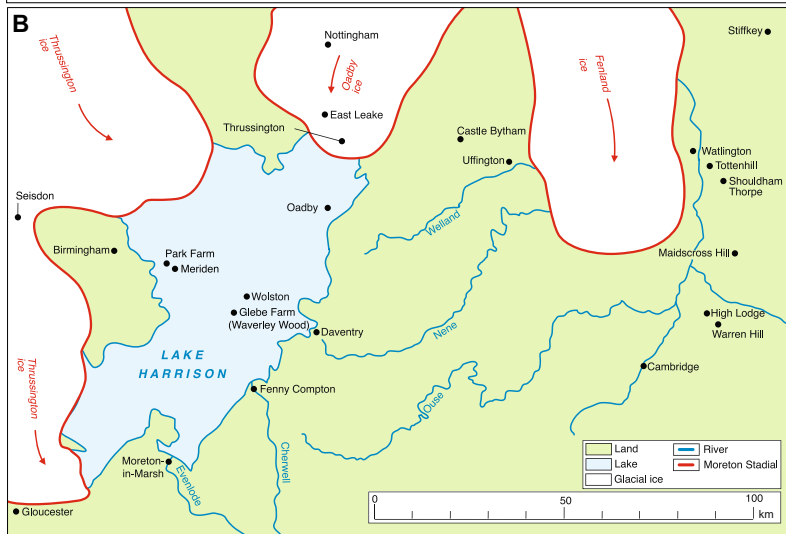 B
Nottingham
Stiffkey
Thrussington
ice
Oadby
ice
Fenland
ice
East Leake
Thrussington
Castle Bytham
Uffington
Watlington
Tottenhill
Shouldham
Thorpe
Seisdon
Oadby
Welland
Birmingham
Park Farm
Meriden
Maidscross Hill
Wolston
Glebe Farm
(Waverley Wood)
Daventry
Nene
High Lodge
Warren Hill
LAKE
HARRISON
Cambridge
Thrussington
ice
Fenny Compton
Ouse
Cherwell
Moreton-
in-Marsh
Evenlode
Gloucester
Land
River
Lake
Moreton Stadial
Glacial ice
0
50
100
km